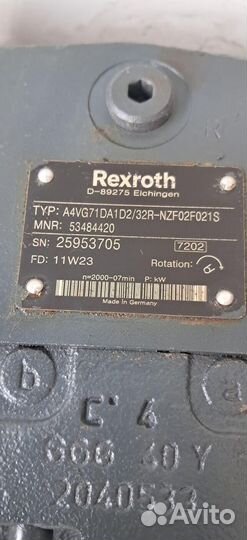 Rexroth
D-89275 Elchingen
TYP: A4VG71DA1D2/32R-NZF02F021S
MNR: 53484420
SN: 25953705 7202
FD: 11W23 Rotation:
n=2000-07min P: kW
Made in Germany
b a
C 4
GGG 40 Y
2040533
Avito